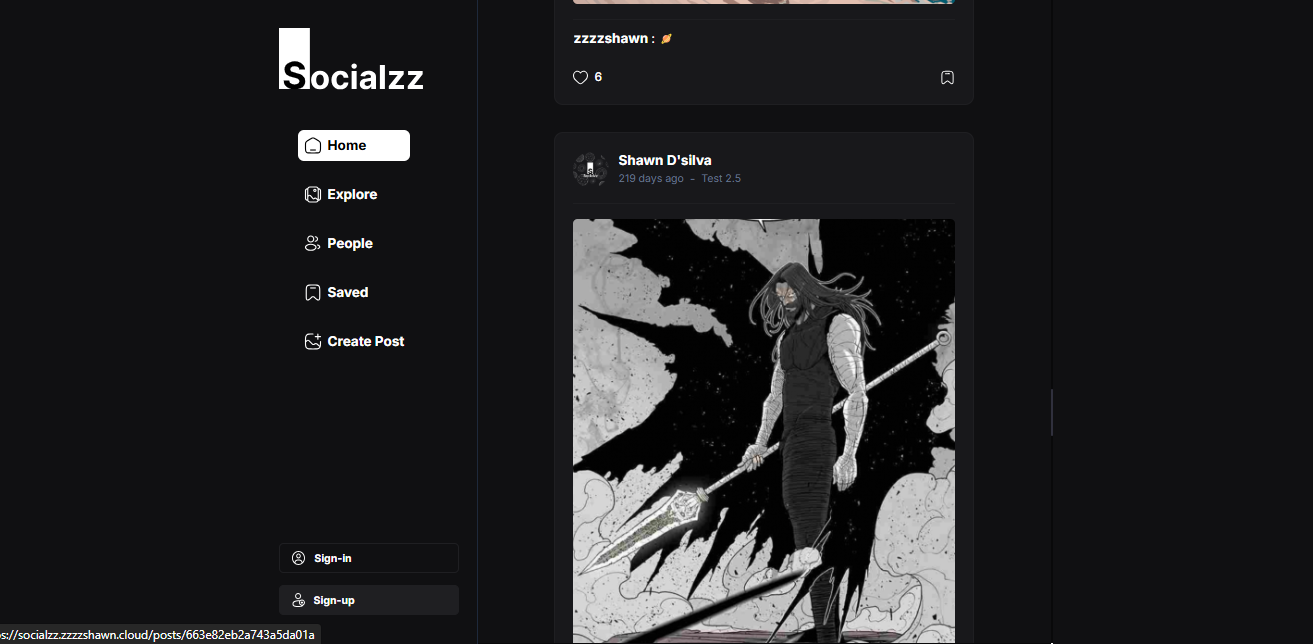 Socialzz
Home
Explore
People
Saved
Create Post
Sign-in
Sign-up
zzzzshawn :
6
Shawn D'silva
219 days ago - Test 2.5
s://socialzz.zzzzshawn.cloud/posts/663e82eb2a743a5da01a